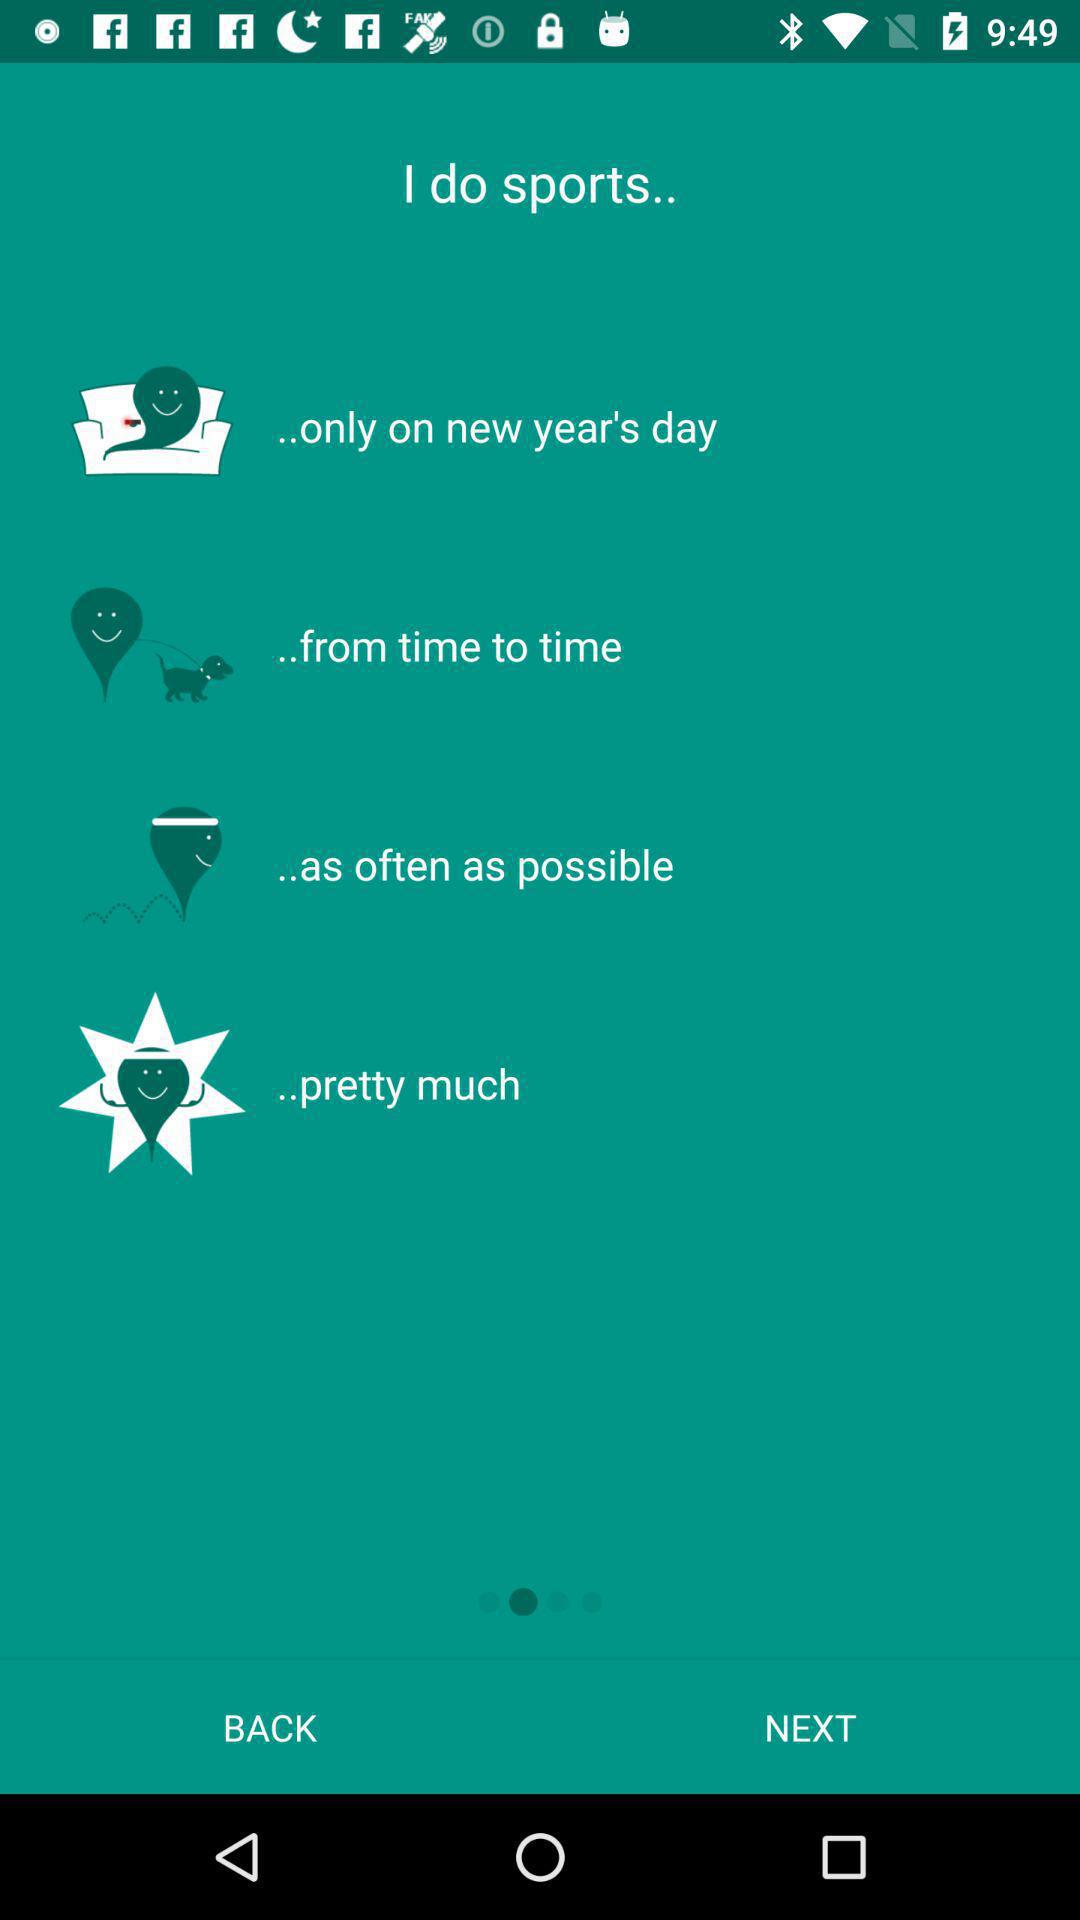 FAKE
9:49
I do sports..
..only on new year's day
..from time to time
..as often as possible
..pretty much
BACK
NEXT